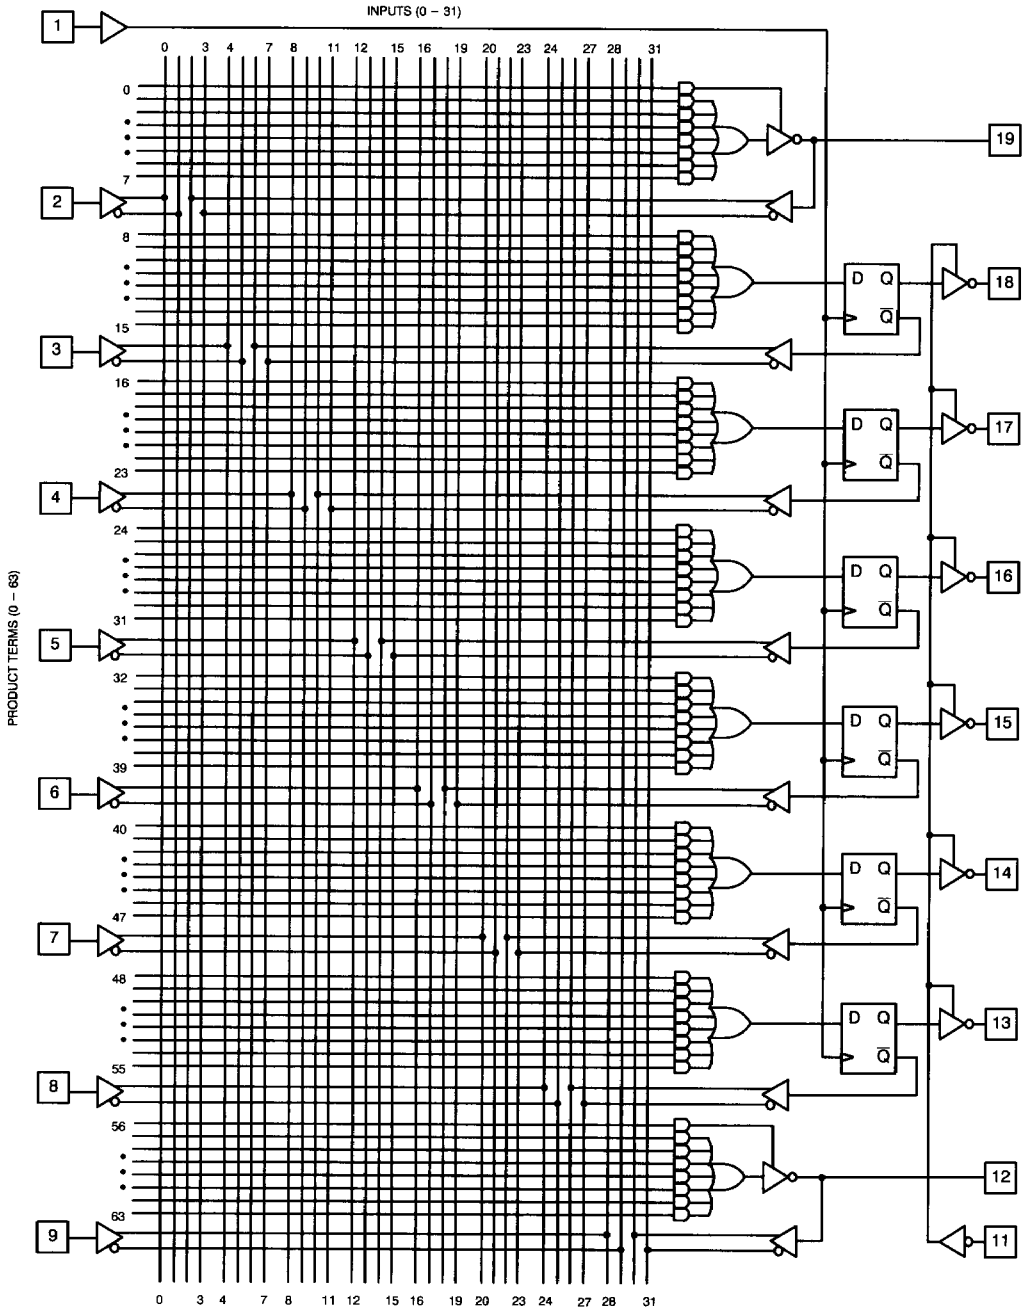 INPUTS (0 – 31)
1
0 3 4 7 8 11 12 15 16 19 20 23 24 27 28 31
0
19
7
2
8
D Q
18
Q̅
15
3
16
D Q
17
Q̅
23
4
24
D Q
16
Q̅
31
5
PRODUCT TERMS (0 – 63)
32
D Q
15
Q̅
39
6
40
D Q
14
Q̅
47
7
48
D Q
13
Q̅
55
8
56
12
63
9
11
0 3 4 7 8 11 12 15 16 19 20 23 24 27 28 31